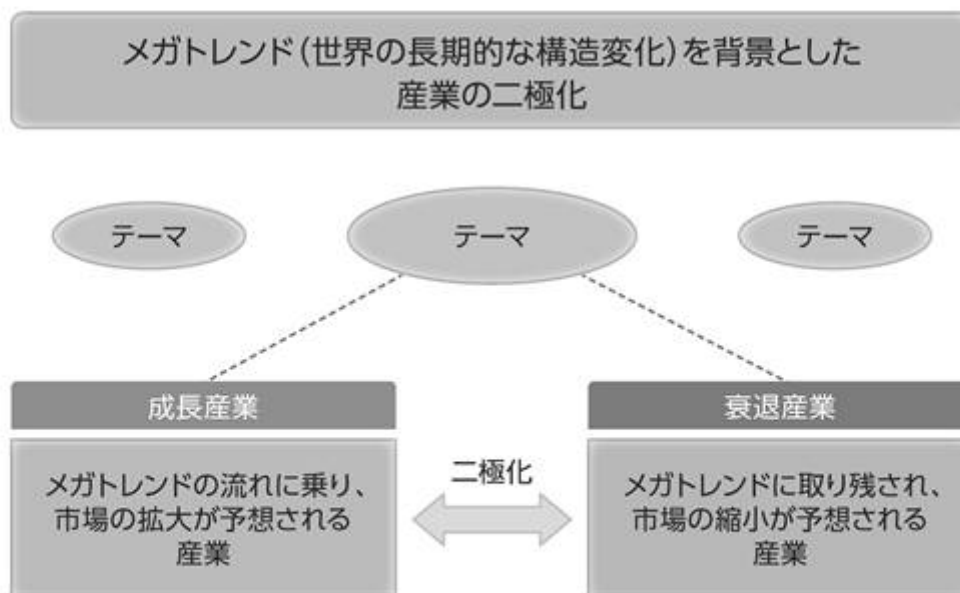 メガトレンド(世界の長期的な構造変化)を背景とした
産業の二極化
テーマ
テーマ
テーマ
成長産業
衰退産業
メガトレンドの流れに乗り、
市場の拡大が予想される
産業
二極化
メガトレンドに取り残され、
市場の縮小が予想される
産業